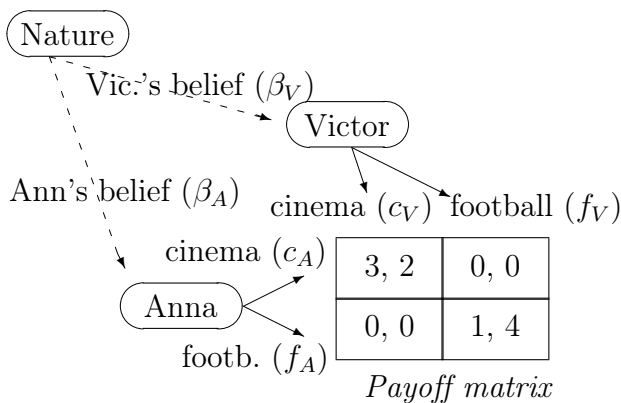 Nature
Vic.'s belief (β_V)
Victor
Ann's belief (β_A)
cinema (c_V) football (f_V)
cinema (c_A)
3, 2 0, 0
Anna
0, 0 1, 4
footb. (f_A)
Payoff matrix